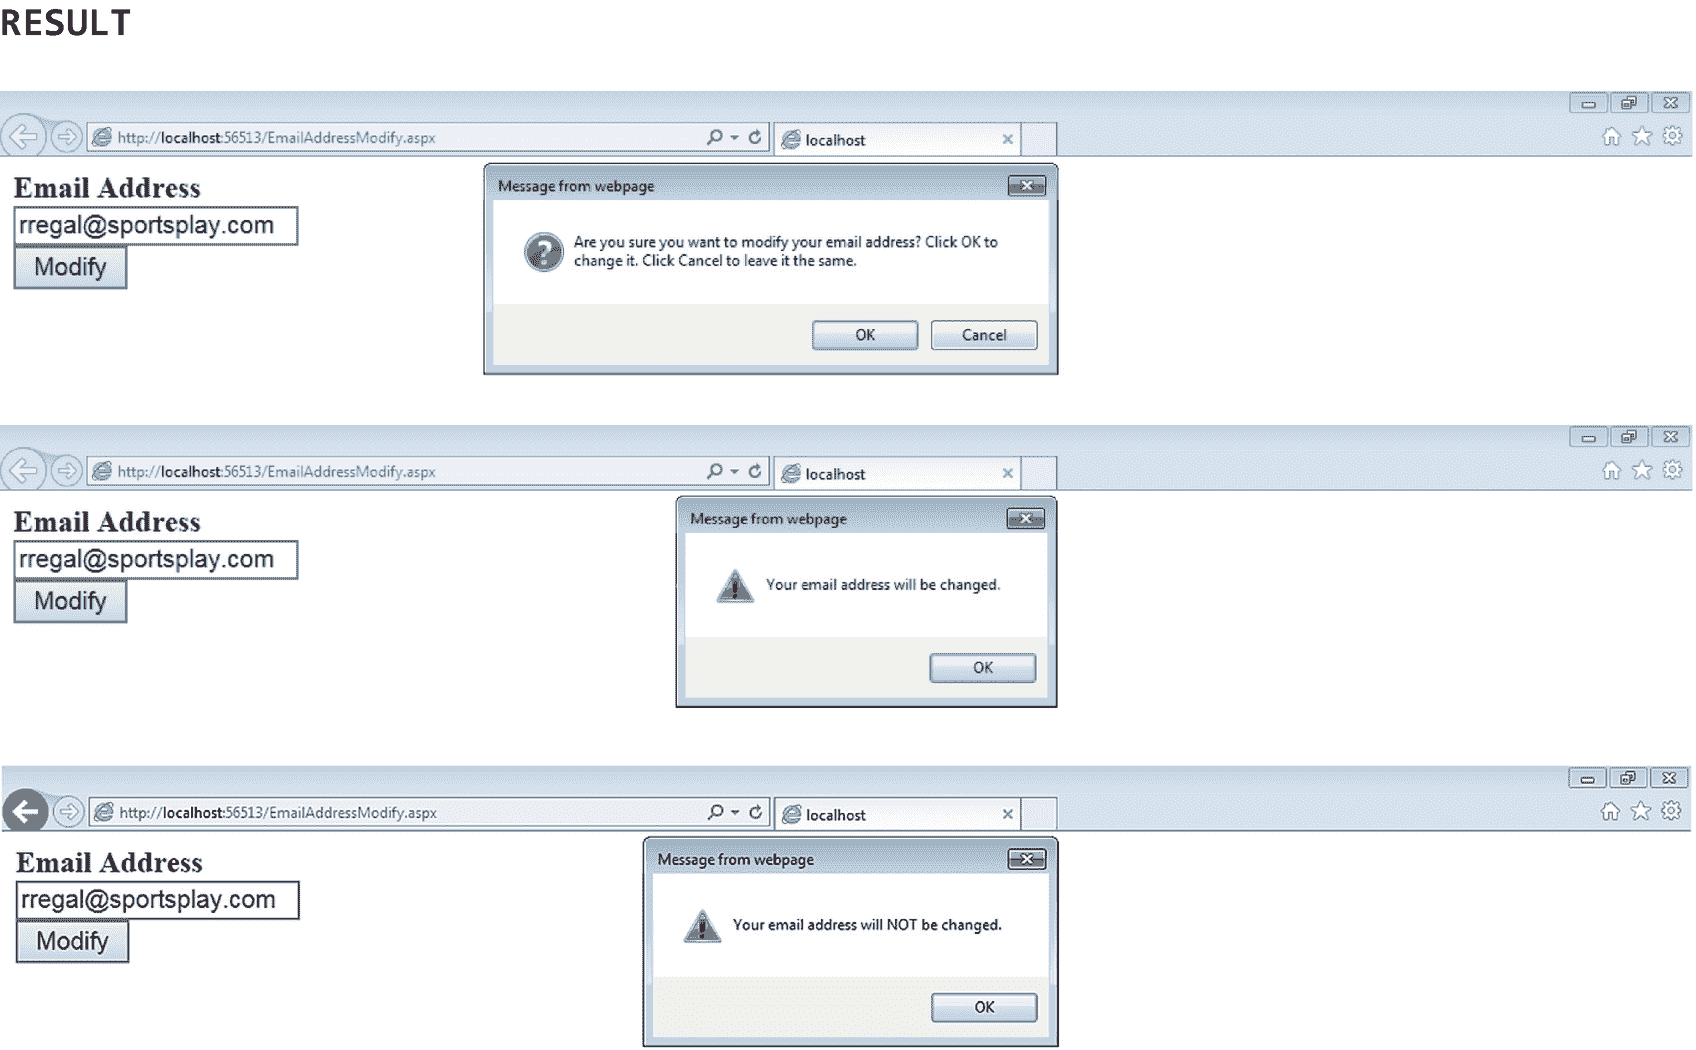 RESULT
http://localhost:56513/EmailAddressModify.aspx
localhost
Email Address
rregal@sportsplay.com
Modify
Message from webpage
Are you sure you want to modify your email address? Click OK to
change it. Click Cancel to leave it the same.
OK
Cancel
http://localhost:56513/EmailAddressModify.aspx
localhost
Email Address
rregal@sportsplay.com
Modify
Message from webpage
Your email address will be changed.
OK
http://localhost:56513/EmailAddressModify.aspx
localhost
Email Address
rregal@sportsplay.com
Modify
Message from webpage
Your email address will NOT be changed.
OK